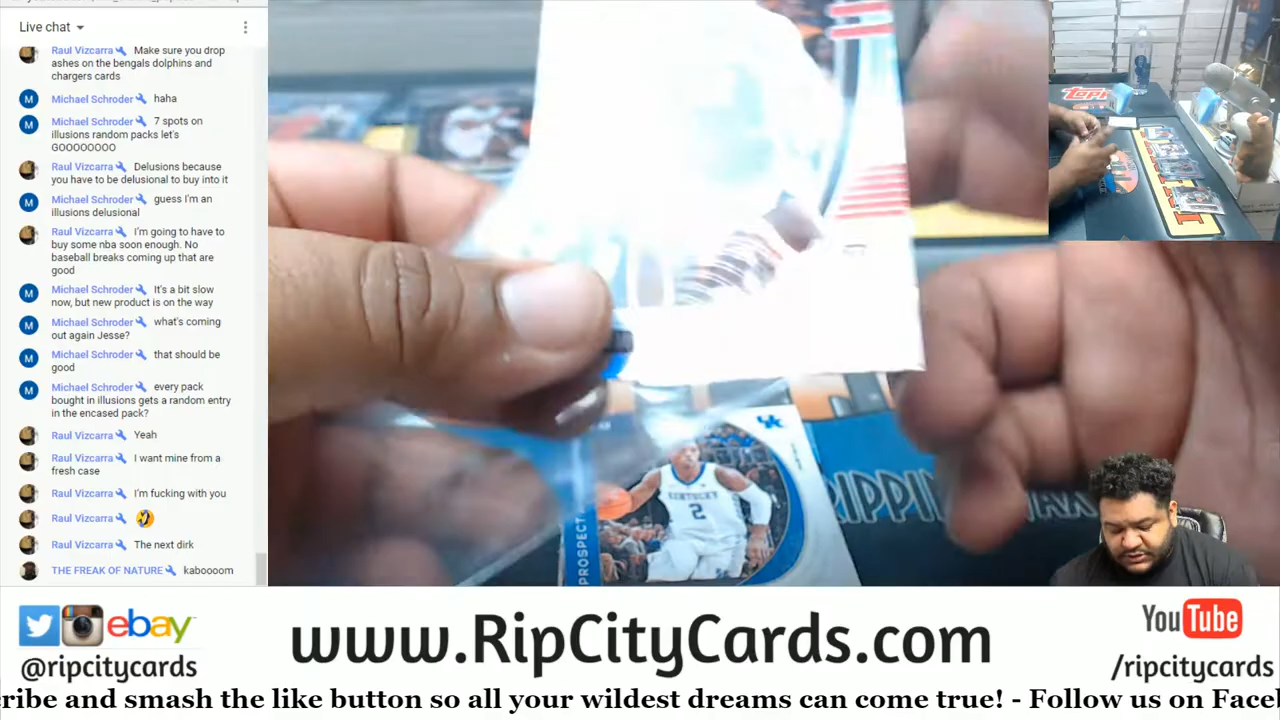 Live chat
Raul Vizcarra Make sure you drop
ashes on the bengals dolphins and
chargers cards
M Michael Schroder haha
M Michael Schroder 7 spots on
illusions random packs let's
GOOOOOOOO
Raul Vizcarra Delusions because
you have to be delusional to buy into it
Michael Schroder guess I'm an
illusions delusional
Raul Vizcarra I'm going to have to
buy some nba soon enough. No
baseball breaks coming up that are
good
M Michael Schroder It's a bit slow
now, but new product is on the way
M Michael Schroder what's coming
out again Jesse?
M Michael Schroder that should be
good
M Michael Schroder every pack
bought in illusions gets a random entry
in the encased pack?
Raul Vizcarra Yeah
Raul Vizcarra I want mine from a
fresh case
Raul Vizcarra I'm fucking with you
Raul Vizcarra
Raul Vizcarra The next dirk
THE FREAK OF NATURE kaboooom
PROSPECT
UK
KENTUCKY
2
RIPPIN
WAX
Topps
ebay
@ripcitycards
www.RipCityCards.com
YouTube
/ripcitycards
cribe and smash the like button so all your wildest dreams can come true! - Follow us on Faceb